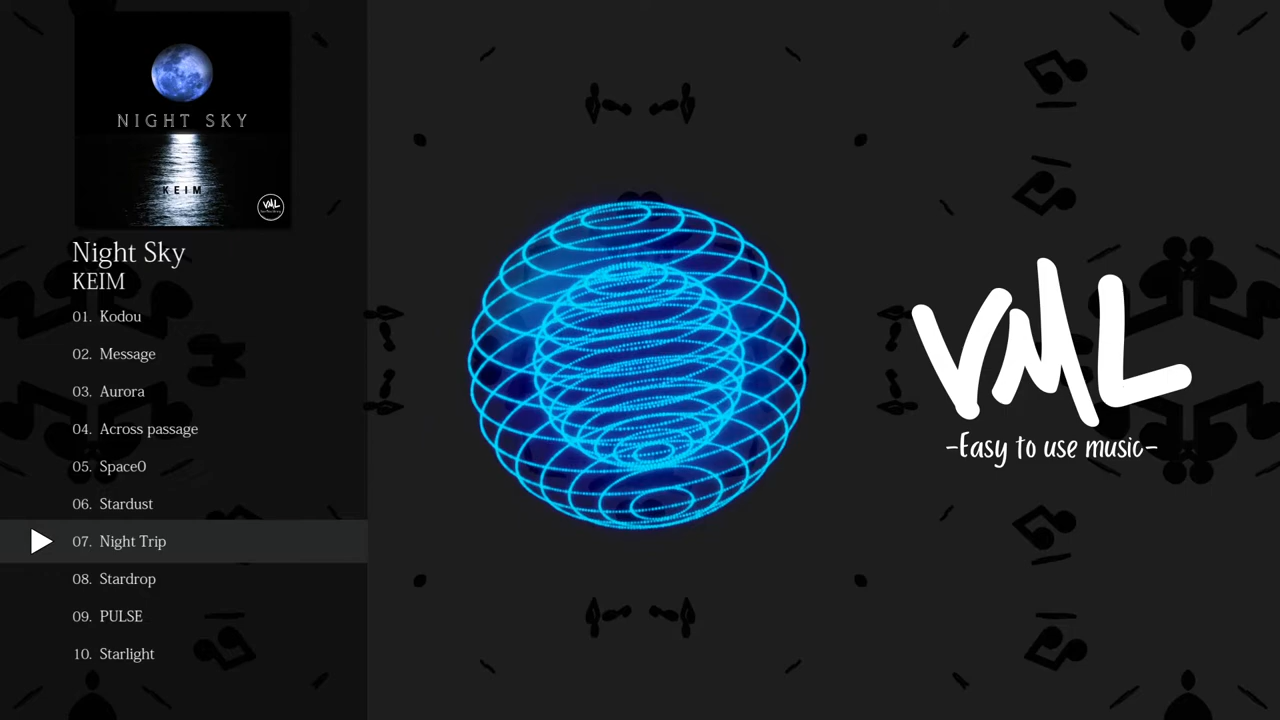 NIGHT SKY
KEIM
VML
Night Sky
KEIM
01. Kodou
02. Message
03. Aurora
04. Across passage
05. Space0
06. Stardust
07. Night Trip
08. Stardrop
09. PULSE
10. Starlight
VML
-Easy to use music-